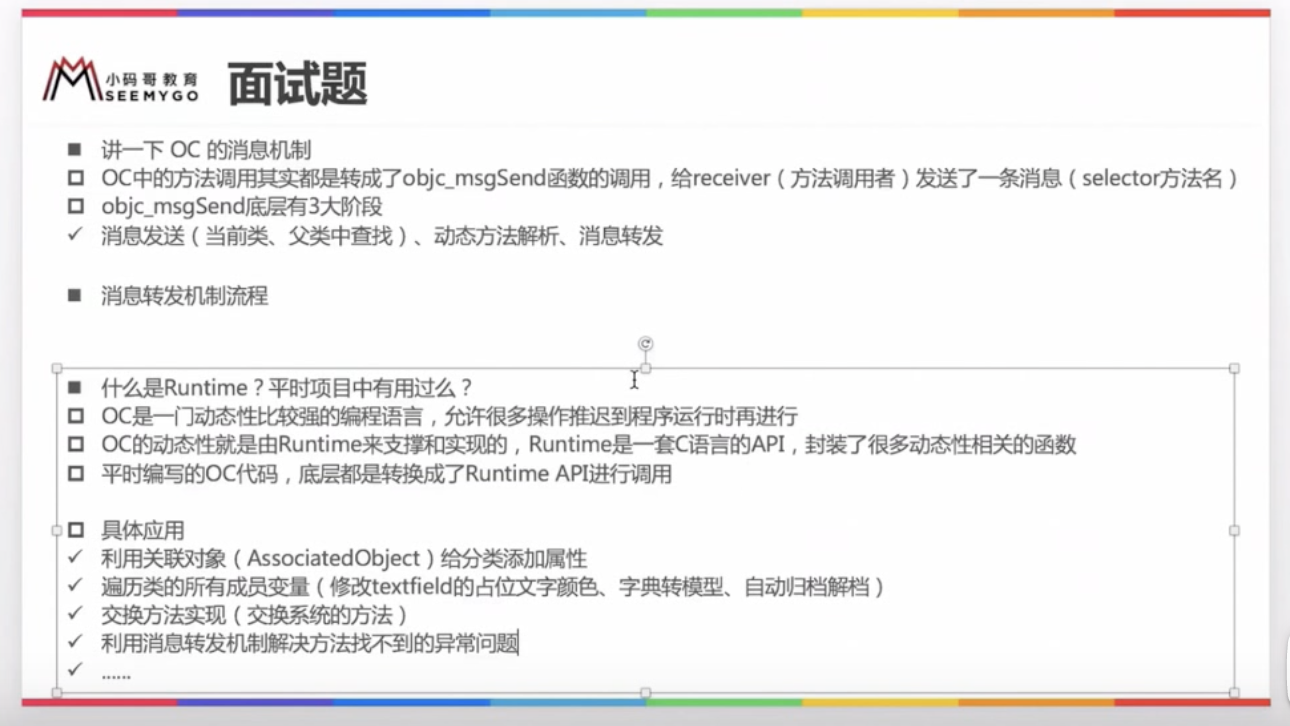 小码哥教育
SEEMYGO
面试题
讲一下 OC 的消息机制
OC中的方法调用其实都是转成了objc_msgSend函数的调用，给receiver（方法调用者）发送了一条消息（selector方法名）
objc_msgSend底层有3大阶段
消息发送（当前类、父类中查找）、动态方法解析、消息转发
消息转发机制流程
什么是Runtime？平时项目中有用过么？
OC是一门动态性比较强的编程语言，允许很多操作推迟到程序运行时再进行
OC的动态性就是由Runtime来支撑和实现的，Runtime是一套C语言的API，封装了很多动态性相关的函数
平时编写的OC代码，底层都是转换成了Runtime API进行调用
具体应用
利用关联对象（AssociatedObject）给分类添加属性
遍历类的所有成员变量（修改textfield的占位文字颜色、字典转模型、自动归档解档）
交换方法实现（交换系统的方法）
利用消息转发机制解决方法找不到的异常问题
......